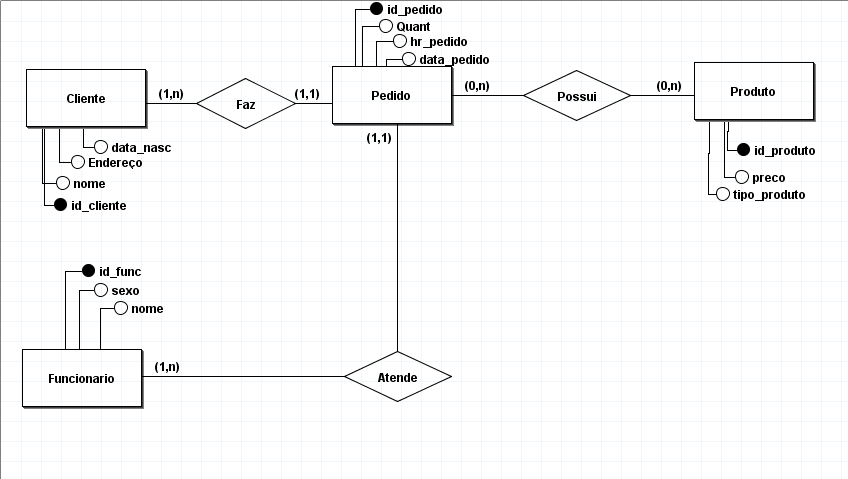 id_pedido
Quant
hr_pedido
data_pedido
Cliente
(1,n)
Faz
(1,1)
Pedido
(0,n)
Possui
(0,n)
Produto
(1,1)
data_nasc
Endereço
nome
id_cliente
id_produto
preco
tipo_produto
id_func
sexo
nome
Funcionario
(1,n)
Atende